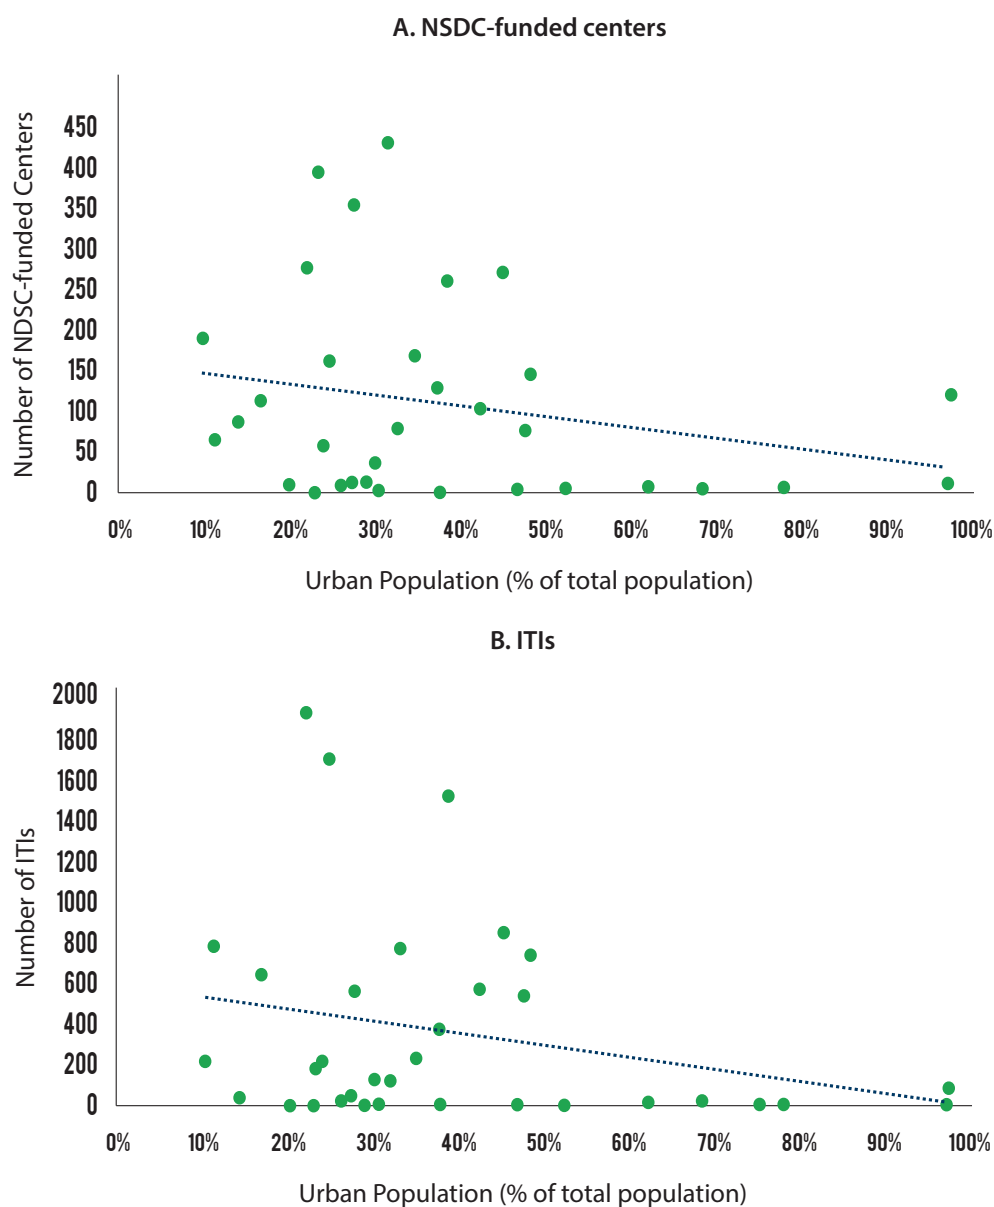 A. NSDC-funded centers
Number of NDSC-funded Centers
450
400
350
300
250
200
150
100
50
0
0% 10% 20% 30% 40% 50% 60% 70% 80% 90% 100%
Urban Population (% of total population)
B. ITIs
Number of ITIs
2000
1800
1600
1400
1200
1000
800
600
400
200
0
0% 10% 20% 30% 40% 50% 60% 70% 80% 90% 100%
Urban Population (% of total population)